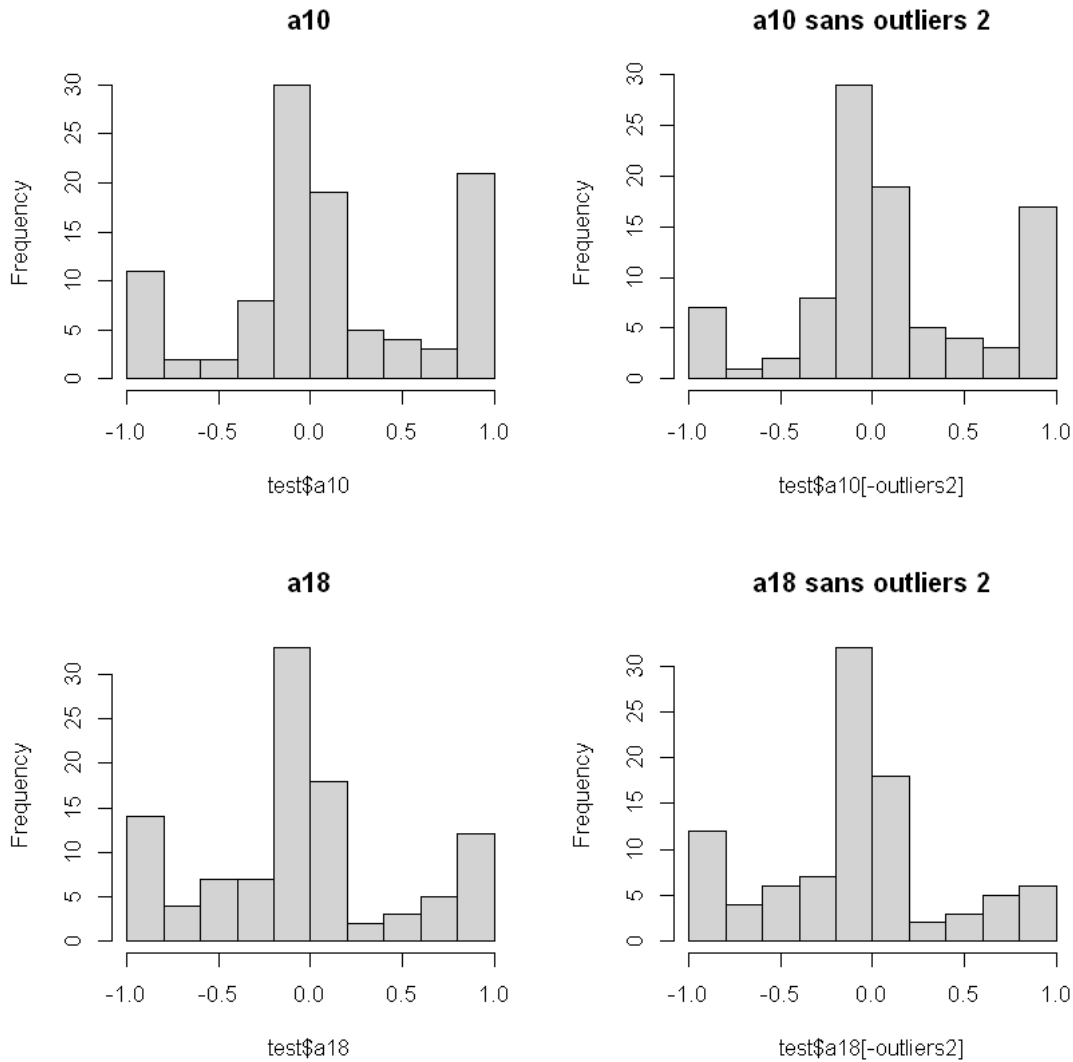 a10
Frequency
0 5 10 15 20 25 30
-1.0 -0.5 0.0 0.5 1.0
test$a10
a10 sans outliers 2
Frequency
0 5 10 15 20 25 30
-1.0 -0.5 0.0 0.5 1.0
test$a10[-outliers2]
a18
Frequency
0 5 10 15 20 25 30
-1.0 -0.5 0.0 0.5 1.0
test$a18
a18 sans outliers 2
Frequency
0 5 10 15 20 25 30
-1.0 -0.5 0.0 0.5 1.0
test$a18[-outliers2]